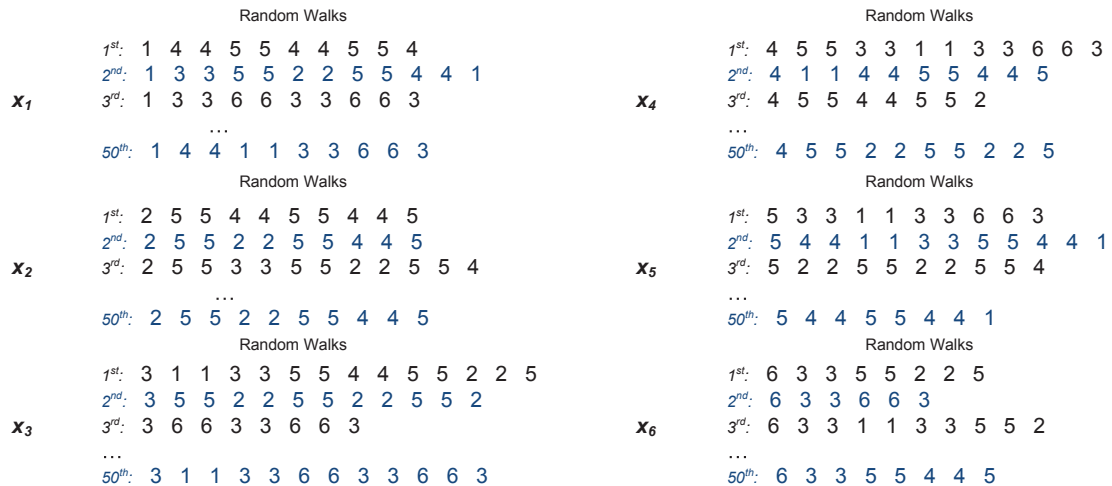 Random Walks
1st: 1 4 4 5 5 4 4 5 5 4
2nd: 1 3 3 5 5 2 2 5 5 4 4 1
x1 3rd: 1 3 3 6 6 3 3 6 6 3
…
50th: 1 4 4 1 1 3 3 6 6 3
Random Walks
1st: 2 5 5 4 4 5 5 4 4 5
2nd: 2 5 5 2 2 5 5 4 4 5
x2 3rd: 2 5 5 3 3 5 5 2 2 5 5 4
…
50th: 2 5 5 2 2 5 5 4 4 5
Random Walks
1st: 3 1 1 3 3 5 5 4 4 5 5 2 2 5
2nd: 3 5 5 2 2 5 5 2 2 5 5 2
x3 3rd: 3 6 6 3 3 6 6 3
…
50th: 3 1 1 3 3 6 6 3 3 6 6 3
Random Walks
1st: 4 5 5 3 3 1 1 3 3 6 6 3
2nd: 4 1 1 4 4 5 5 4 4 5
x4 3rd: 4 5 5 4 4 5 5 2
…
50th: 4 5 5 2 2 5 5 2 2 5
Random Walks
1st: 5 3 3 1 1 3 3 6 6 3
2nd: 5 4 4 1 1 3 3 5 5 4 4 1
x5 3rd: 5 2 2 5 5 2 2 5 5 4
…
50th: 5 4 4 5 5 4 4 1
Random Walks
1st: 6 3 3 5 5 2 2 5
2nd: 6 3 3 6 6 3
x6 3rd: 6 3 3 1 1 3 3 5 5 2
…
50th: 6 3 3 5 5 4 4 5